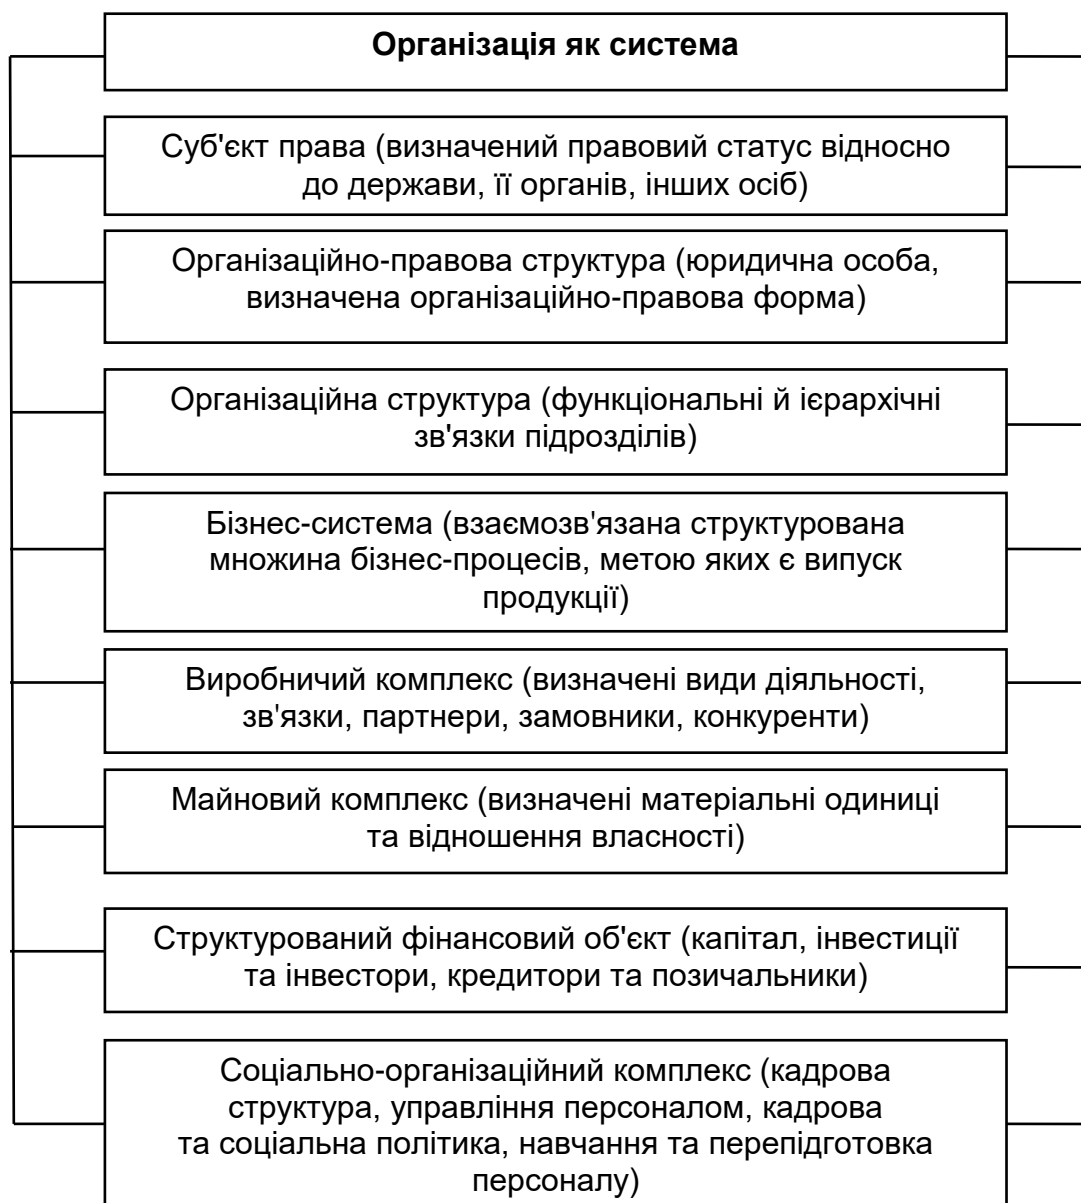 Організація як система
Суб'єкт права (визначений правовий статус відносно
до держави, її органів, інших осіб)
Організаційно-правова структура (юридична особа,
визначена організаційно-правова форма)
Організаційна структура (функціональні й ієрархічні
зв'язки підрозділів)
Бізнес-система (взаємозв'язана структурована
множина бізнес-процесів, метою яких є випуск
продукції)
Виробничий комплекс (визначені види діяльності,
зв'язки, партнери, замовники, конкуренти)
Майновий комплекс (визначені матеріальні одиниці
та відношення власності)
Структурований фінансовий об'єкт (капітал, інвестиції
та інвестори, кредитори та позичальники)
Соціально-організаційний комплекс (кадрова
структура, управління персоналом, кадрова
та соціальна політика, навчання та перепідготовка
персоналу)